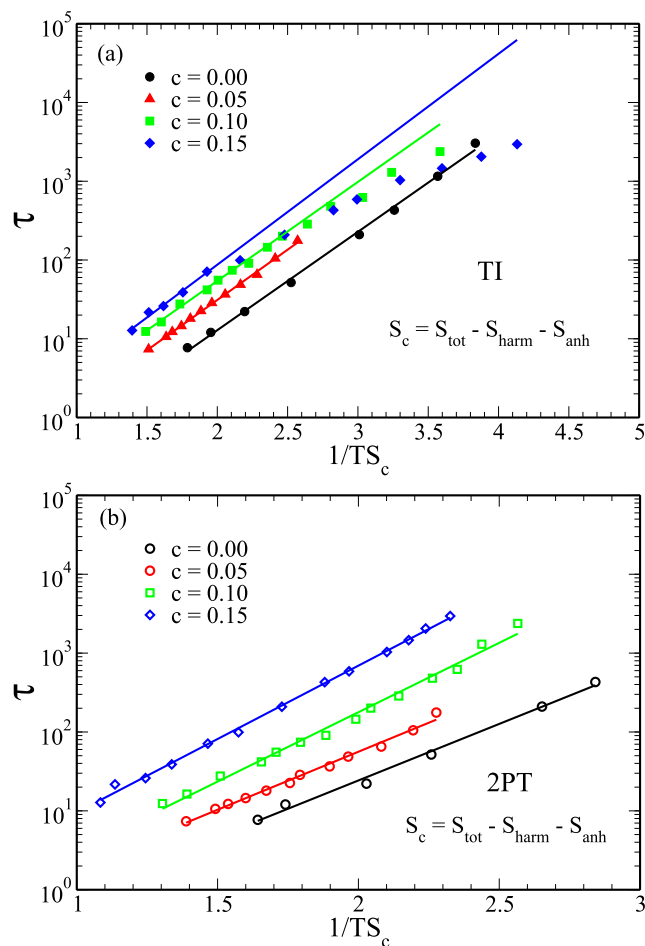 10^5
(a)
c = 0.00
c = 0.05
c = 0.10
c = 0.15
10^4
10^3
τ
10^2
TI
10^1
S_c = S_tot - S_harm - S_anh
10^0
1 1.5 2 2.5 3 3.5 4 4.5 5
1/TS_c
10^5
(b)
c = 0.00
c = 0.05
c = 0.10
c = 0.15
10^4
10^3
τ
10^2
2PT
10^1
S_c = S_tot - S_harm - S_anh
10^0
1 1.5 2 2.5 3
1/TS_c